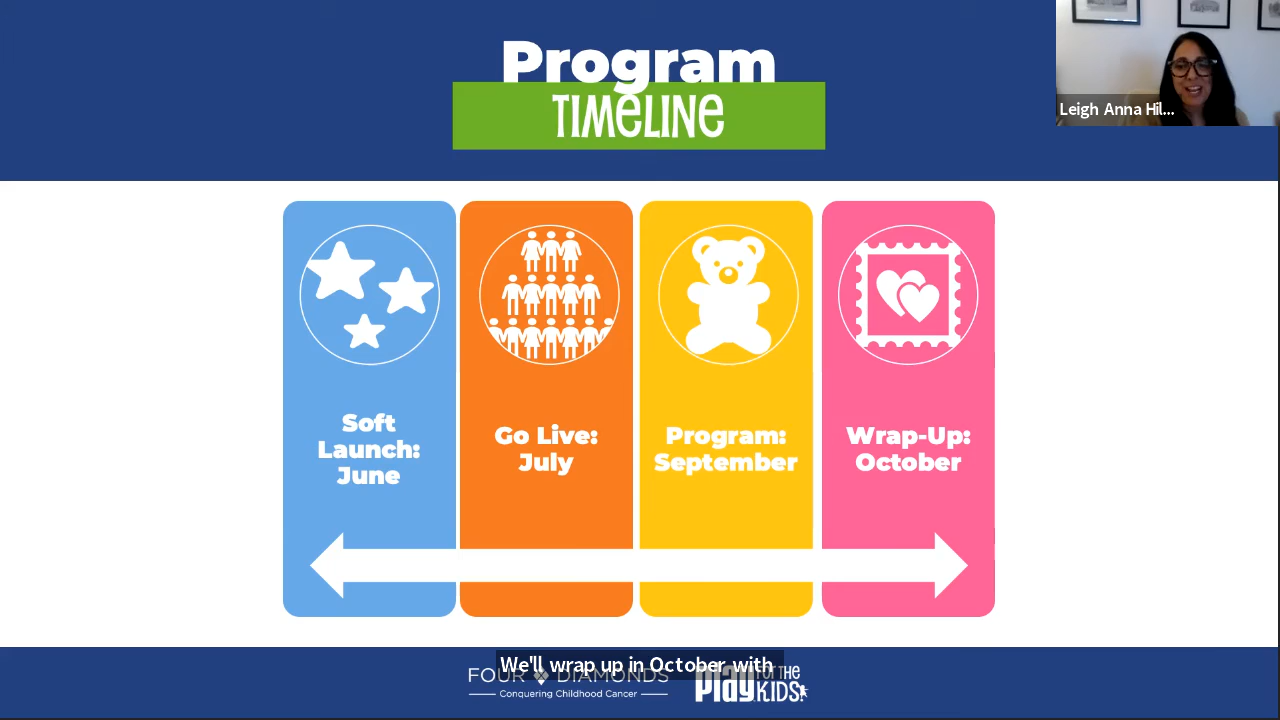 Program
TIMELINE
Leigh Anna Hil...
Soft
Launch:
June
Go Live:
July
Program:
September
Wrap-Up:
October
We'll wrap up in October with
FOUR DIAMONDS
Conquering Childhood Cancer
Play FOR THE
KIDS!